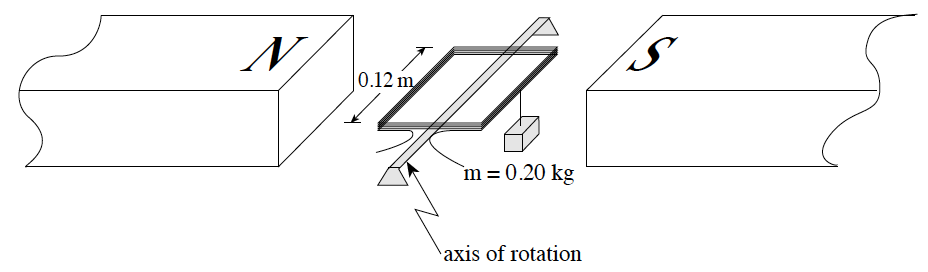 N
S
0.12 m
m = 0.20 kg
axis of rotation